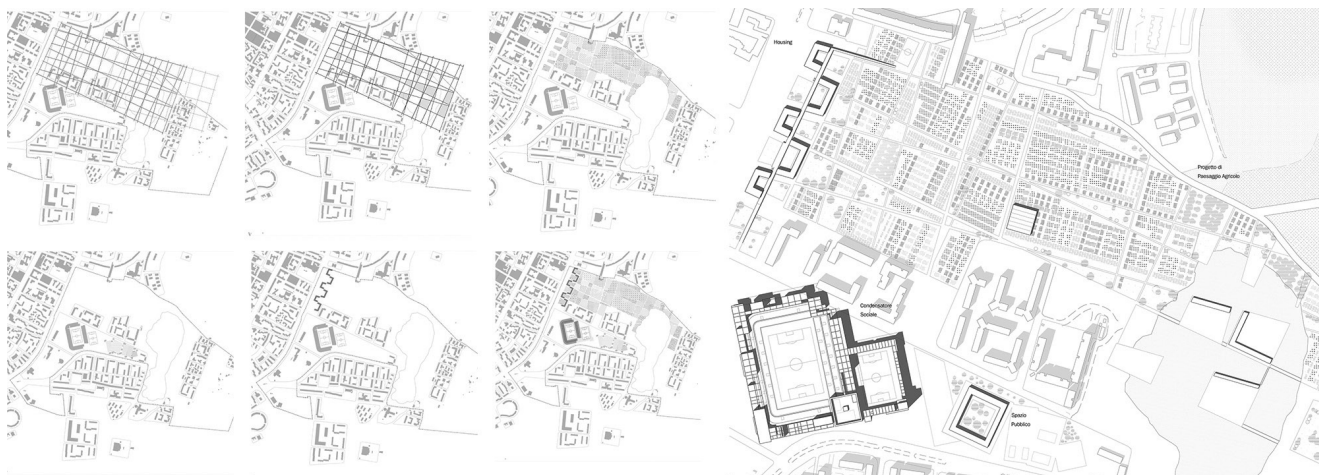 Housing
Progetto di
Paesaggio Agricolo
Condensatore
Sociale
Spazio
Pubblico